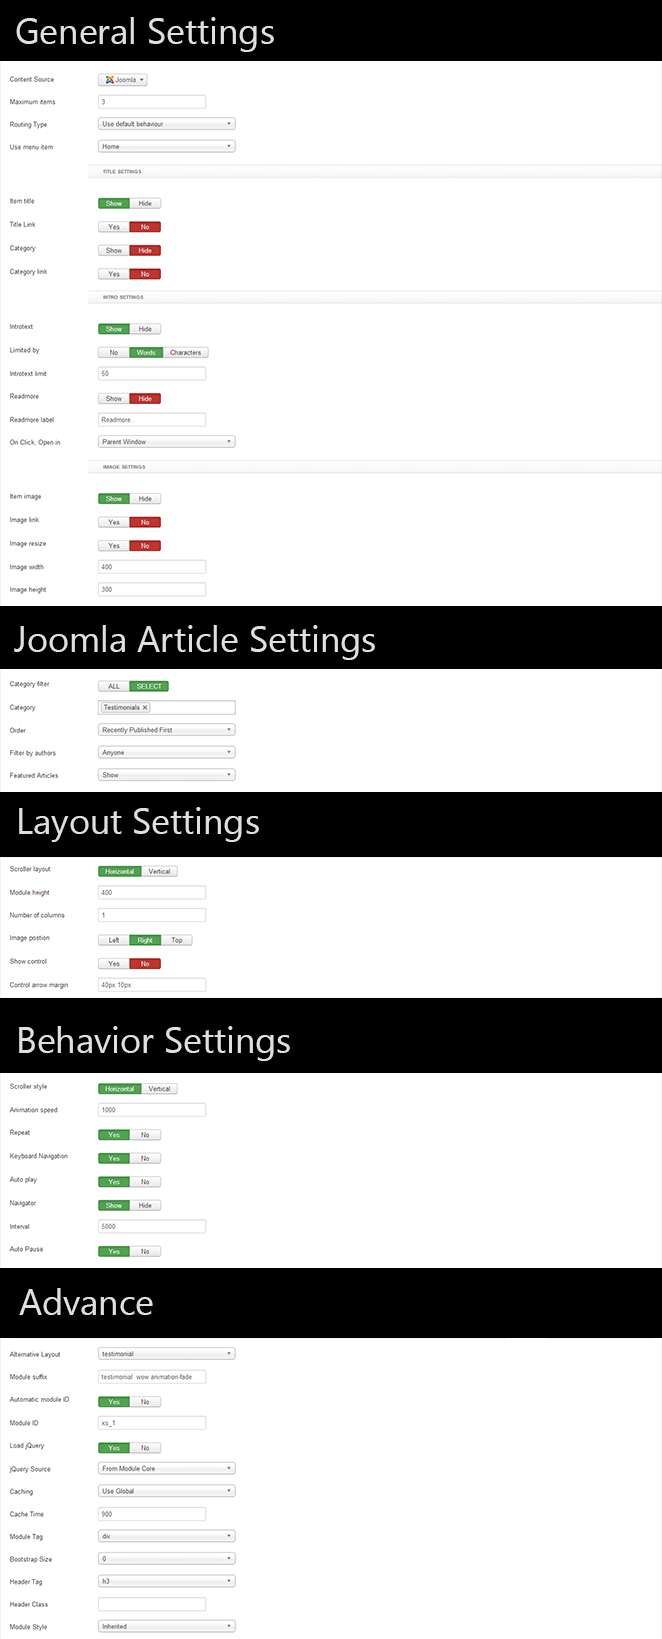 General Settings
Content Source Joomla
Maximum items 3
Routing Type Use default behaviour
Use menu item Home
TITLE SETTINGS
Item title Show Hide
Title Link Yes No
Category Show Hide
Category link Yes No
INTRO SETTINGS
Introtext Show Hide
Limited by No Words Characters
Introtext limit 50
Readmore Show Hide
Readmore label Readmore..
On Click, Open in Parent Window
IMAGE SETTINGS
Item image Show Hide
Image link Yes No
Image resize Yes No
Image width 400
Image height 300
Joomla Article Settings
Category filter ALL SELECT
Category Testimonials ×
Order Recently Published First
Filter by authors Anyone
Featured Articles Show
Layout Settings
Scroller layout Horizontal Vertical
Module height 400
Number of columns 1
Image postion Left Right Top
Show control Yes No
Control arrow margin 40px 10px
Behavior Settings
Scroller style Horizontal Vertical
Animation speed 1000
Repeat Yes No
Keyboard Navigation Yes No
Auto play Yes No
Navigator Show Hide
Interval 5000
Auto Pause Yes No
Advance
Alternative Layout testimonial
Module suffix testimonial wow animation-fade
Automatic module ID Yes No
Module ID xs_1
Load jQuery Yes No
jQuery Source From Module Core
Caching Use Global
Cache Time 900
Module Tag div
Bootstrap Size 0
Header Tag h3
Header Class
Module Style Inherited